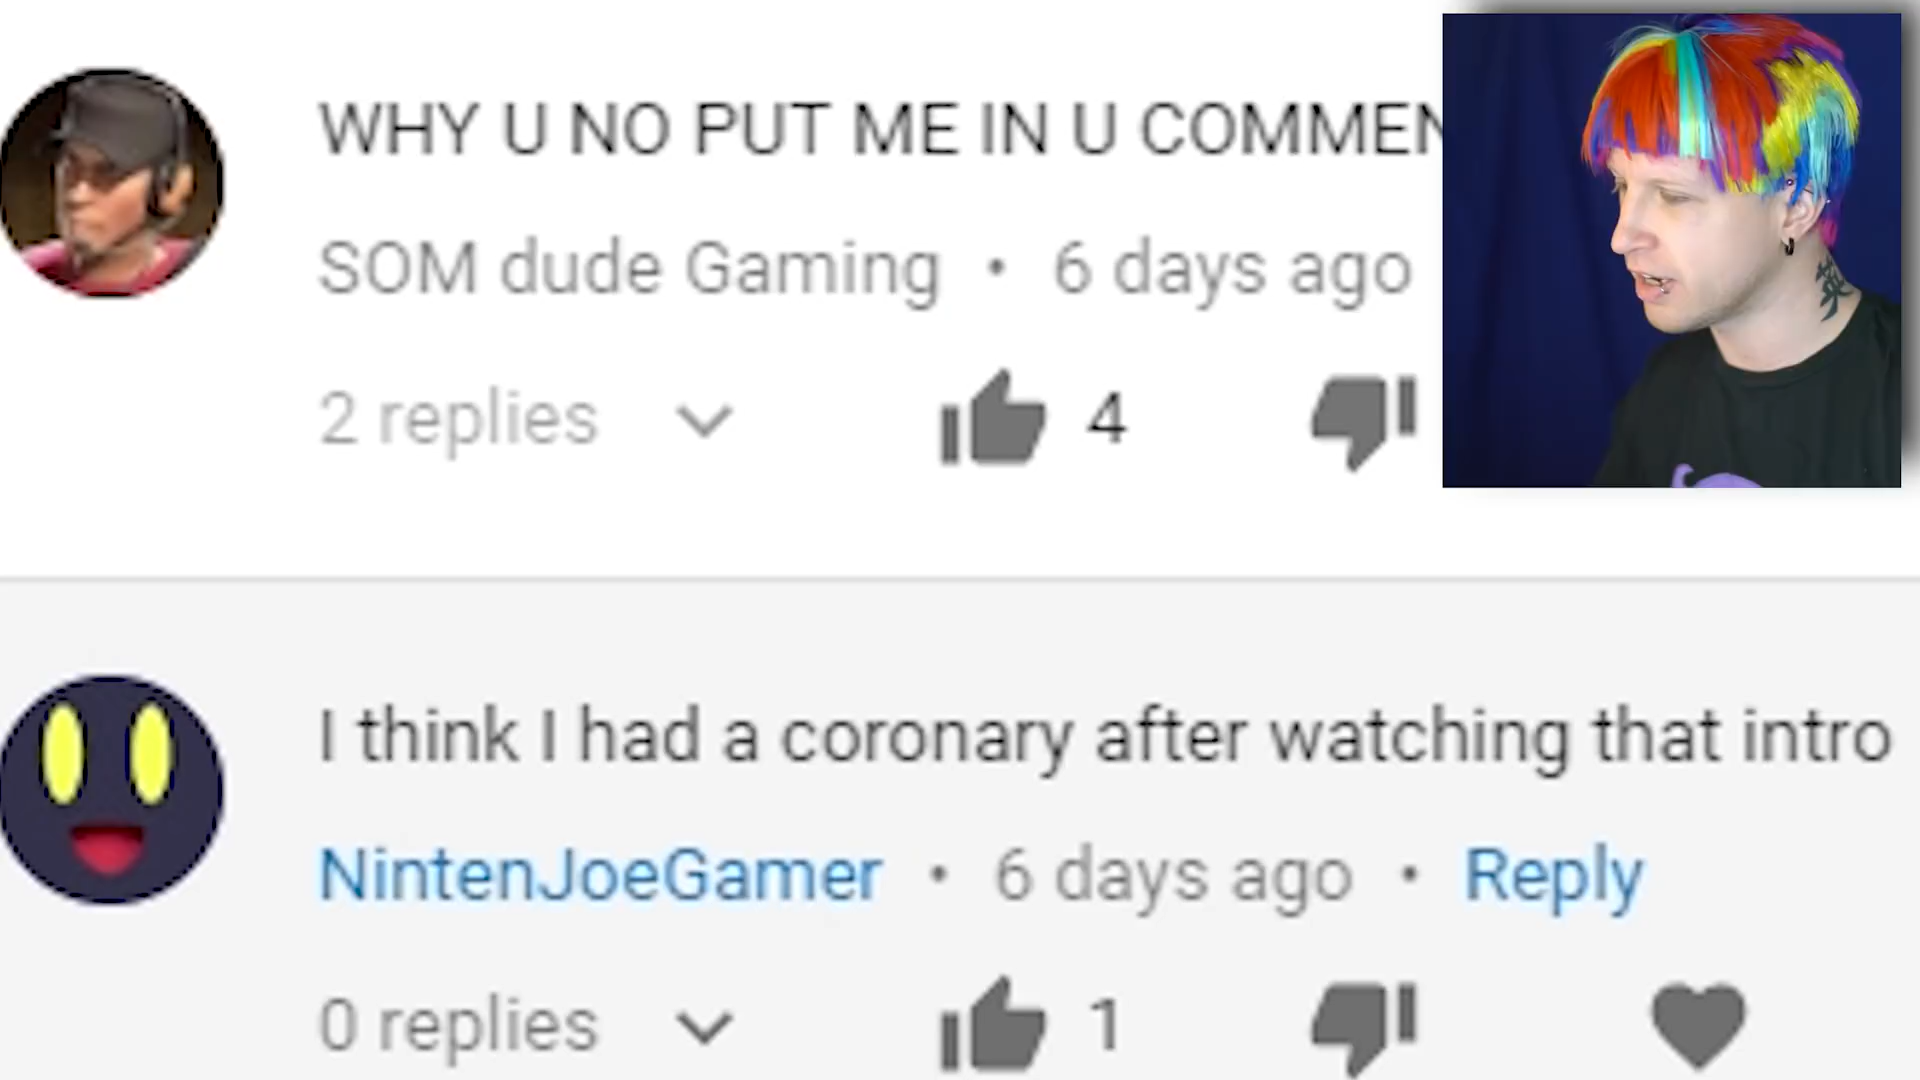 WHY U NO PUT ME IN U COMMEN
SOM dude Gaming • 6 days ago
2 replies 4
I think I had a coronary after watching that intro
NintenJoeGamer • 6 days ago • Reply
0 replies 1
英